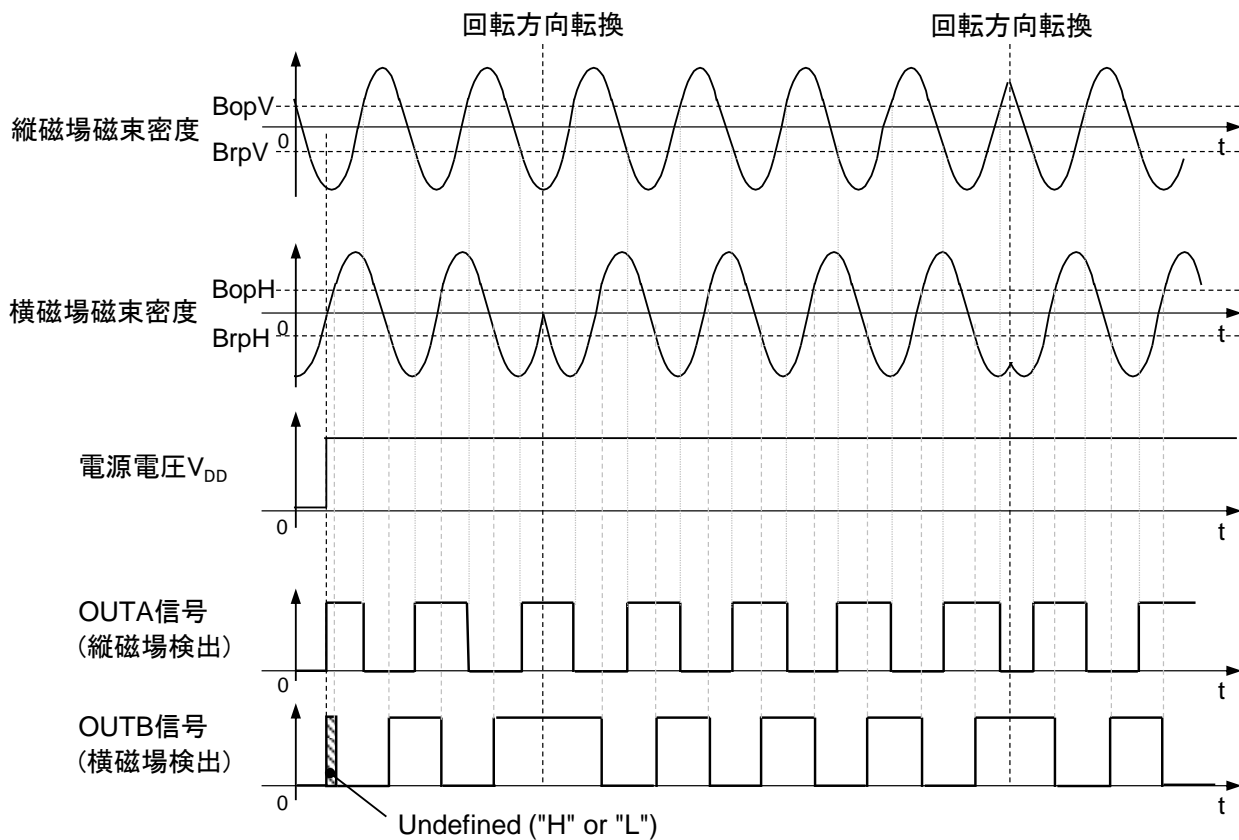 回転方向転換
回転方向転換
BopV
縦磁場磁束密度
0
BrpV
t
BopH
横磁場磁束密度
0
BrpH
t
電源電圧VDD
0
t
OUTA信号
(縦磁場検出)
0
t
OUTB信号
(横磁場検出)
0
t
Undefined ("H" or "L")